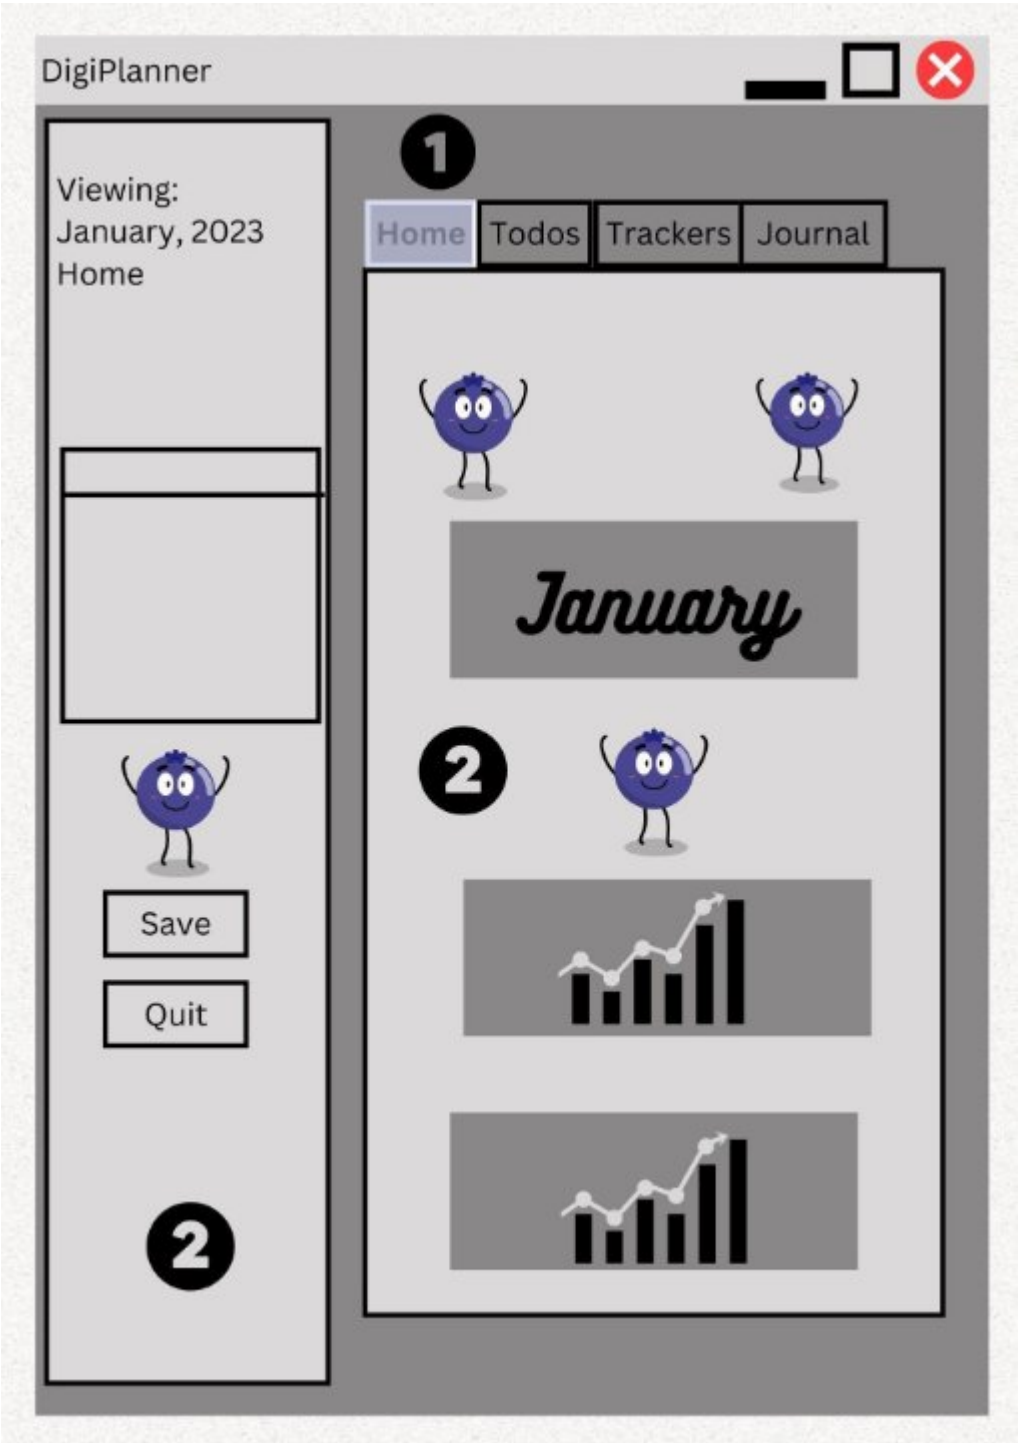 DigiPlanner
1
Viewing:
January, 2023
Home
Home Todos Trackers Journal
January
2
Save
Quit
2